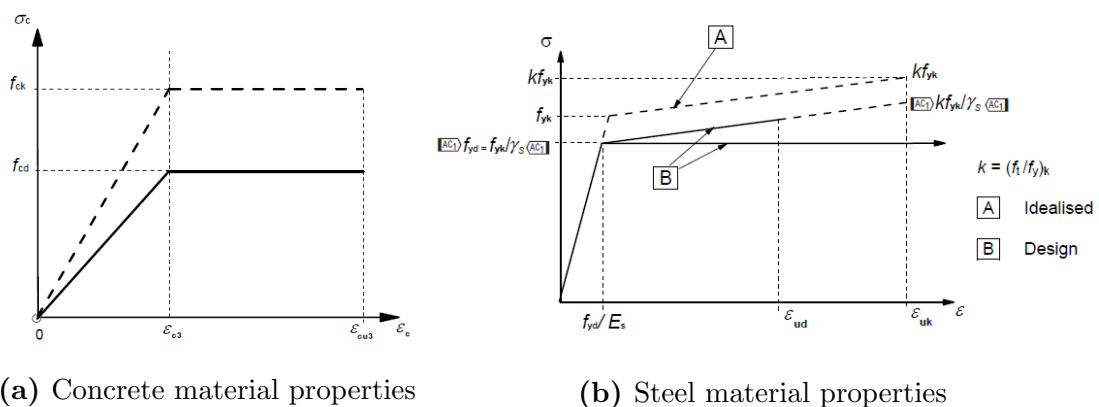 σc
fck
fcd
0
εc3
εcu3
εc
(a) Concrete material properties
σ
A
kfyk
kfyk
fyk
AC1 kfyk/γS AC1
AC1 fyd = fyk/γS AC1
B
k = (ft/fy)k
A Idealised
B Design
fyd/Es
εud
εuk
ε
(b) Steel material properties